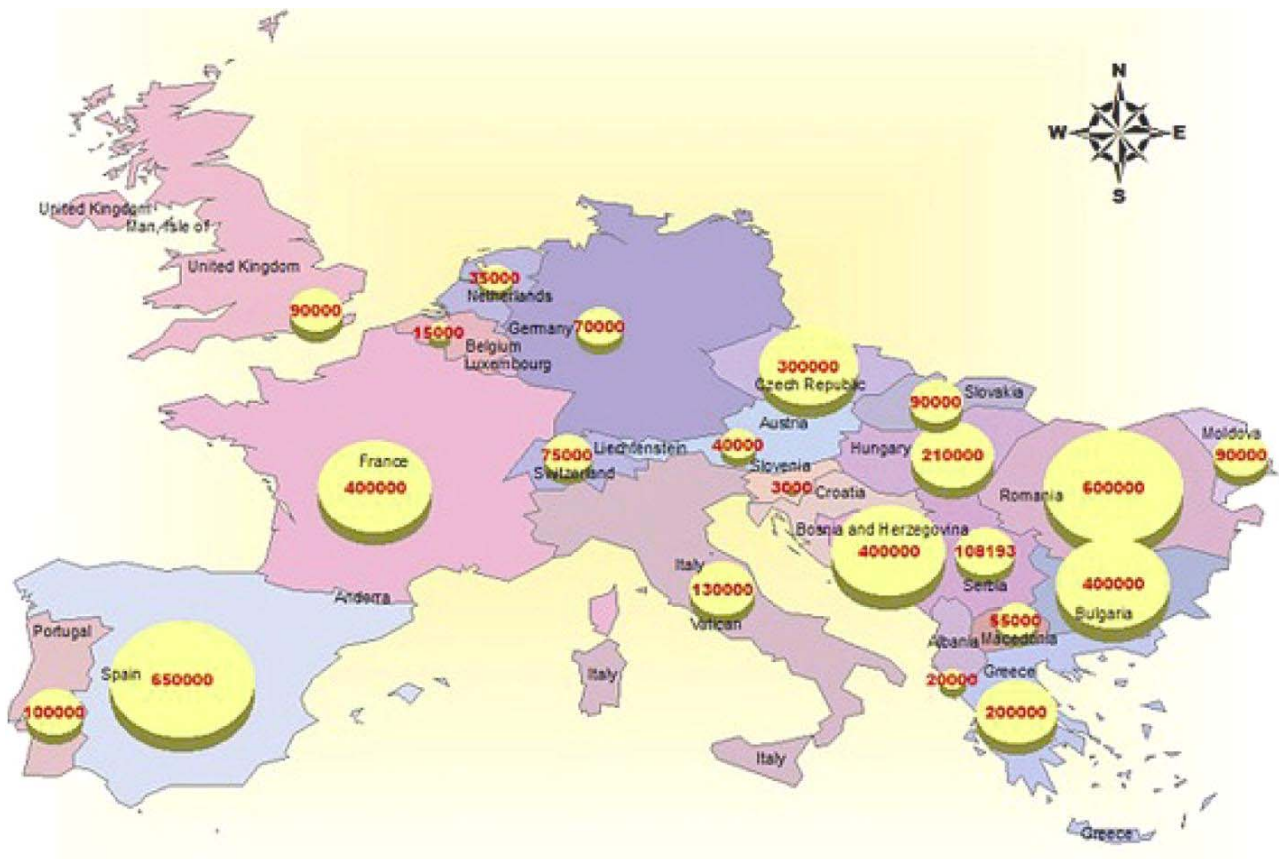 N
W E
S
United Kingdom
Man, Isle of
United Kingdom
90000
35000
Netherlands
15000
Belgium
Luxembourg
Germany
70000
300000
Czech Republic
90000
Slovakia
Austria
40000
Liechtenstein
75000
Switzerland
Slovenia
3000
Croatia
Hungary
210000
Moldova
90000
Romania
600000
France
400000
Bosnia and Herzegovina
400000
108193
Serbia
400000
Bulgaria
Italy
130000
Vatican
Andorra
Portugal
100000
Spain
650000
Italy
Italy
55000
Macedonia
Albania
20000
Greece
200000
Greece